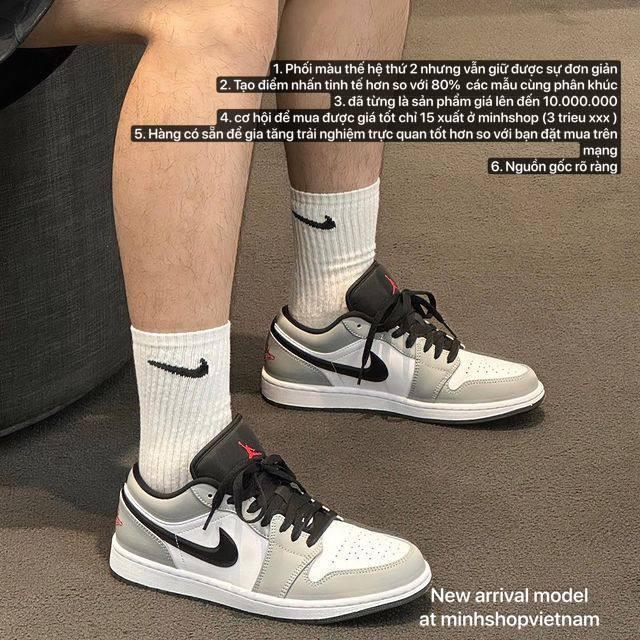 1. Phối màu thế hệ thứ 2 nhưng vẫn giữ được sự đơn giản
2. Tạo điểm nhấn tinh tế hơn so với 80% các mẫu cùng phân khúc
3. đã từng là sản phẩm giá lên đến 10.000.000
4. cơ hội để mua được giá tốt chỉ 15 xuất ở minhshop (3 trieu xxx )
5. Hàng có sẵn để gia tăng trải nghiệm trực quan tốt hơn so với bạn đặt mua trên
mạng
6. Nguồn gốc rõ ràng
New arrival model
at minhshopvietnam